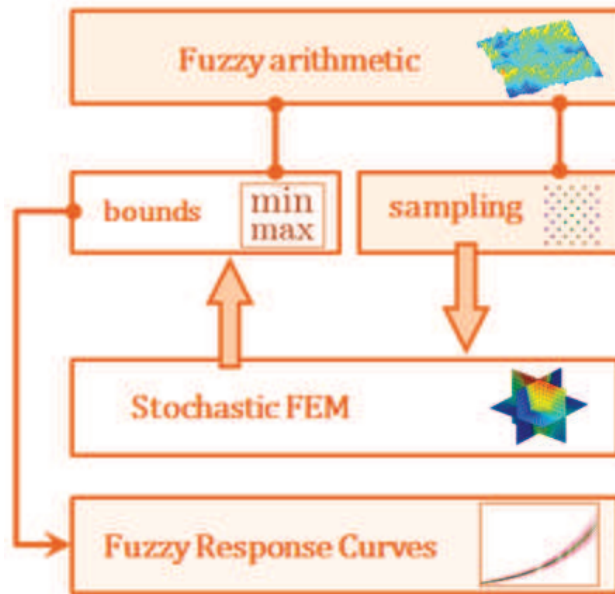 Fuzzy arithmetic
bounds
min
max
sampling
Stochastic FEM
Fuzzy Response Curves